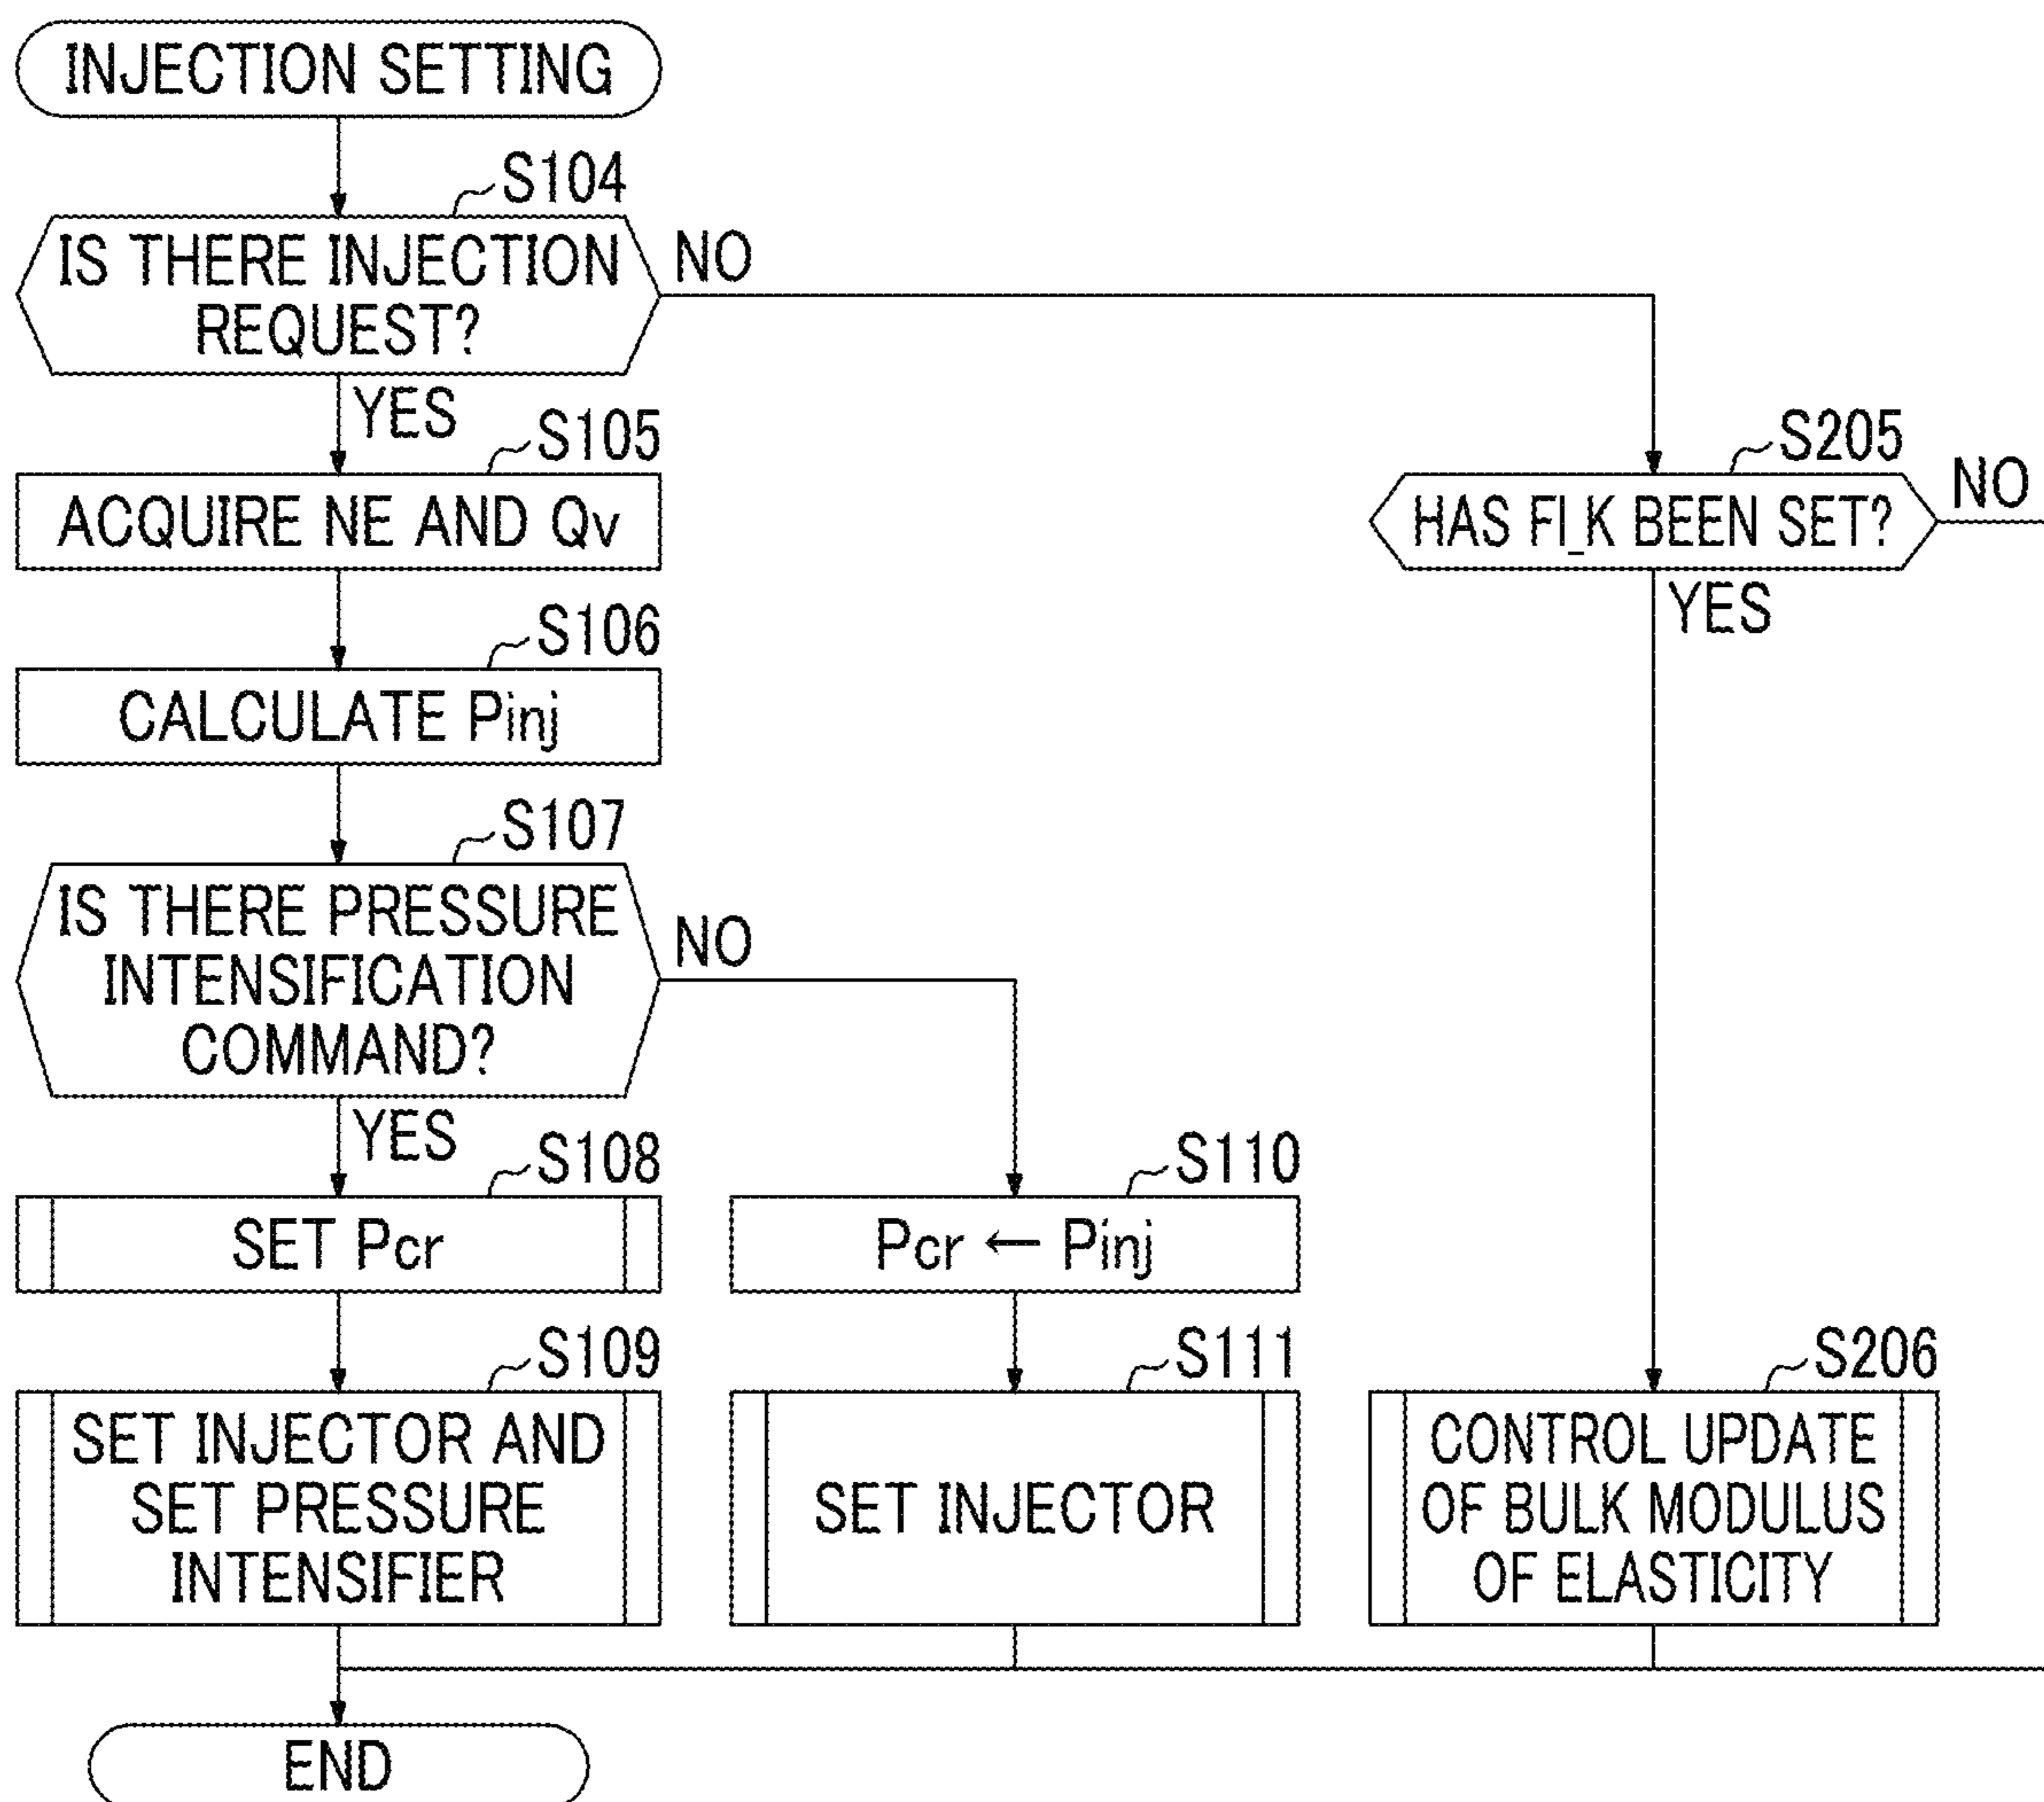 INJECTION SETTING
S104
IS THERE INJECTION
REQUEST?
NO
YES
S105
ACQUIRE NE AND Qv
S205
HAS FI_K BEEN SET?
NO
YES
S106
CALCULATE Pinj
S107
IS THERE PRESSURE
INTENSIFICATION
COMMAND?
NO
YES
S108
SET Pcr
S110
Pcr ← Pinj
S109
SET INJECTOR AND
SET PRESSURE
INTENSIFIER
S111
SET INJECTOR
S206
CONTROL UPDATE
OF BULK MODULUS
OF ELASTICITY
END